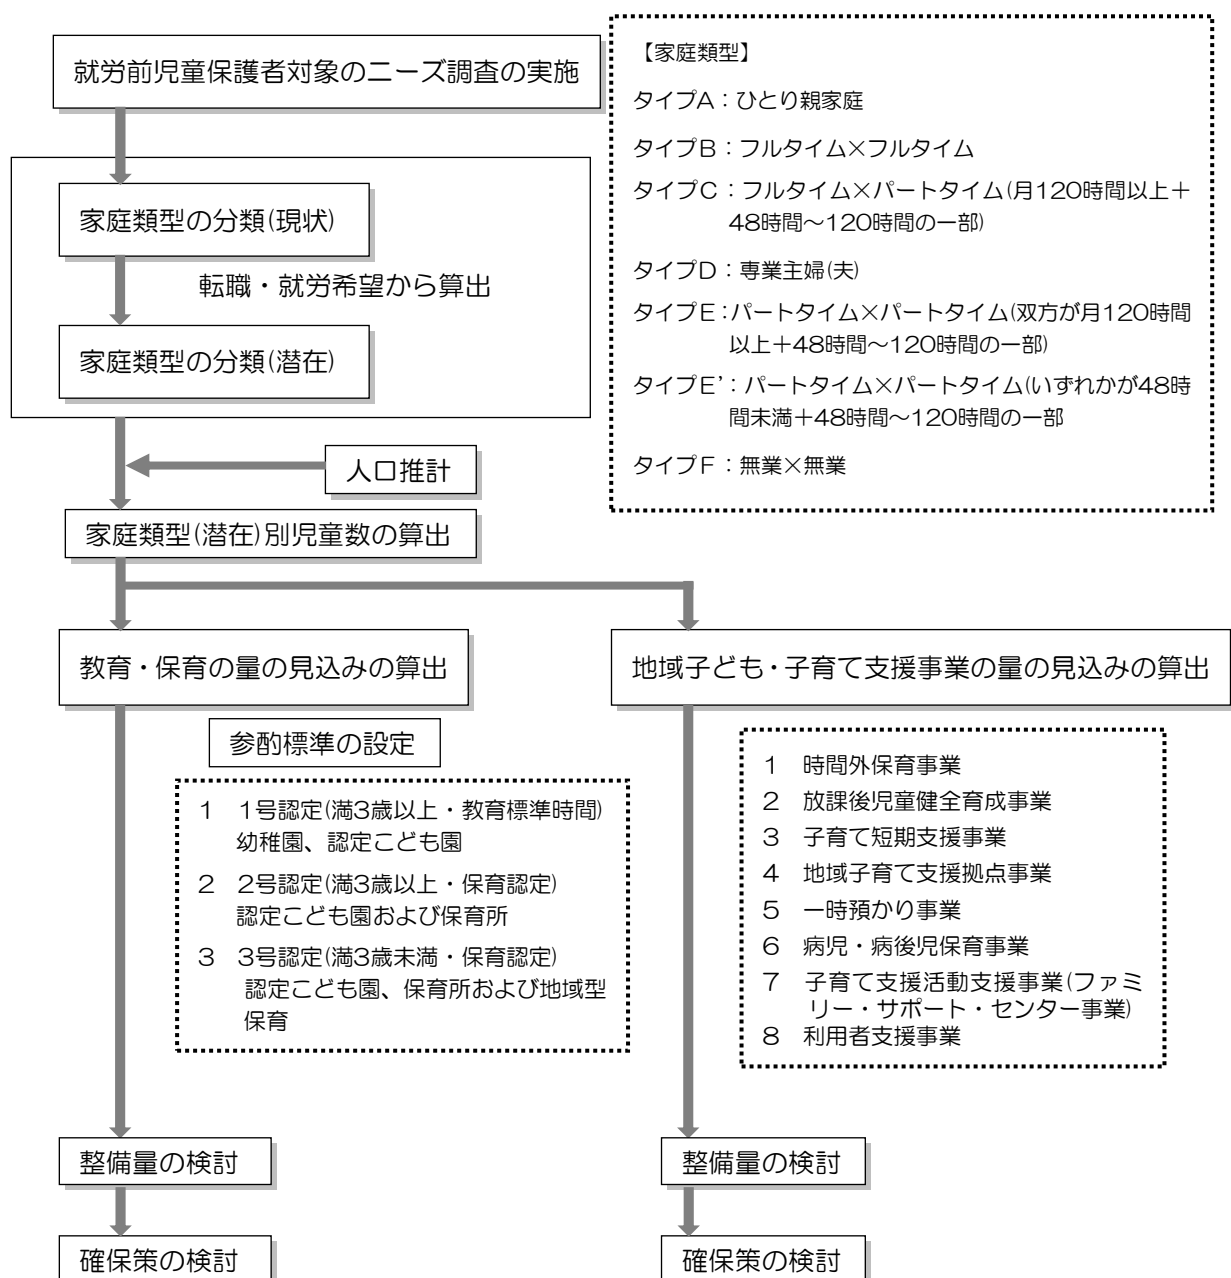 就労前児童保護者対象のニーズ調査の実施
家庭類型の分類(現状)
転職・就労希望から算出
家庭類型の分類(潜在)
人口推計
家庭類型(潜在)別児童数の算出
【家庭類型】
タイプA：ひとり親家庭
タイプB：フルタイム×フルタイム
タイプC：フルタイム×パートタイム(月120時間以上＋
48時間～120時間の一部)
タイプD：専業主婦(夫)
タイプE：パートタイム×パートタイム(双方が月120時間
以上＋48時間～120時間の一部)
タイプE’：パートタイム×パートタイム(いずれかが48時
間未満＋48時間～120時間の一部
タイプF：無業×無業
教育・保育の量の見込みの算出
参酌標準の設定
1 1号認定(満3歳以上・教育標準時間)
幼稚園、認定こども園
2 2号認定(満3歳以上・保育認定)
認定こども園および保育所
3 3号認定(満3歳未満・保育認定)
認定こども園、保育所および地域型
保育
整備量の検討
確保策の検討
地域子ども・子育て支援事業の量の見込みの算出
1 時間外保育事業
2 放課後児童健全育成事業
3 子育て短期支援事業
4 地域子育て支援拠点事業
5 一時預かり事業
6 病児・病後児保育事業
7 子育て支援活動支援事業(ファミ
リー・サポート・センター事業)
8 利用者支援事業
整備量の検討
確保策の検討